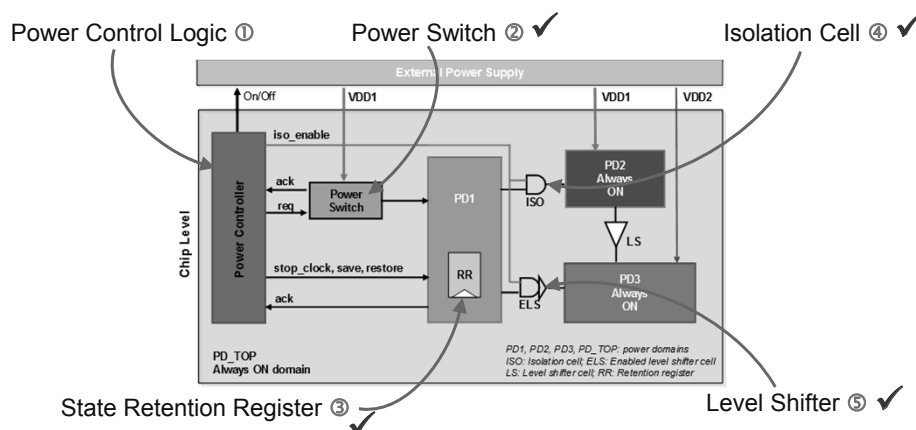 Power Control Logic ①
Power Switch ② ✓
Isolation Cell ④ ✓
External Power Supply
On/Off
VDD1
VDD1
VDD2
iso_enable
ack
req
Power
Switch
PD1
ISO
PD2
Always
ON
LS
Chip Level
Power Controller
stop_clock, save, restore
ack
RR
ELS
PD3
Always
ON
PD_TOP
Always ON domain
PD1, PD2, PD3, PD_TOP: power domains
ISO: Isolation cell; ELS: Enabled level shifter cell
LS: Level shifter cell; RR: Retention register
State Retention Register ③ ✓
Level Shifter ⑤ ✓